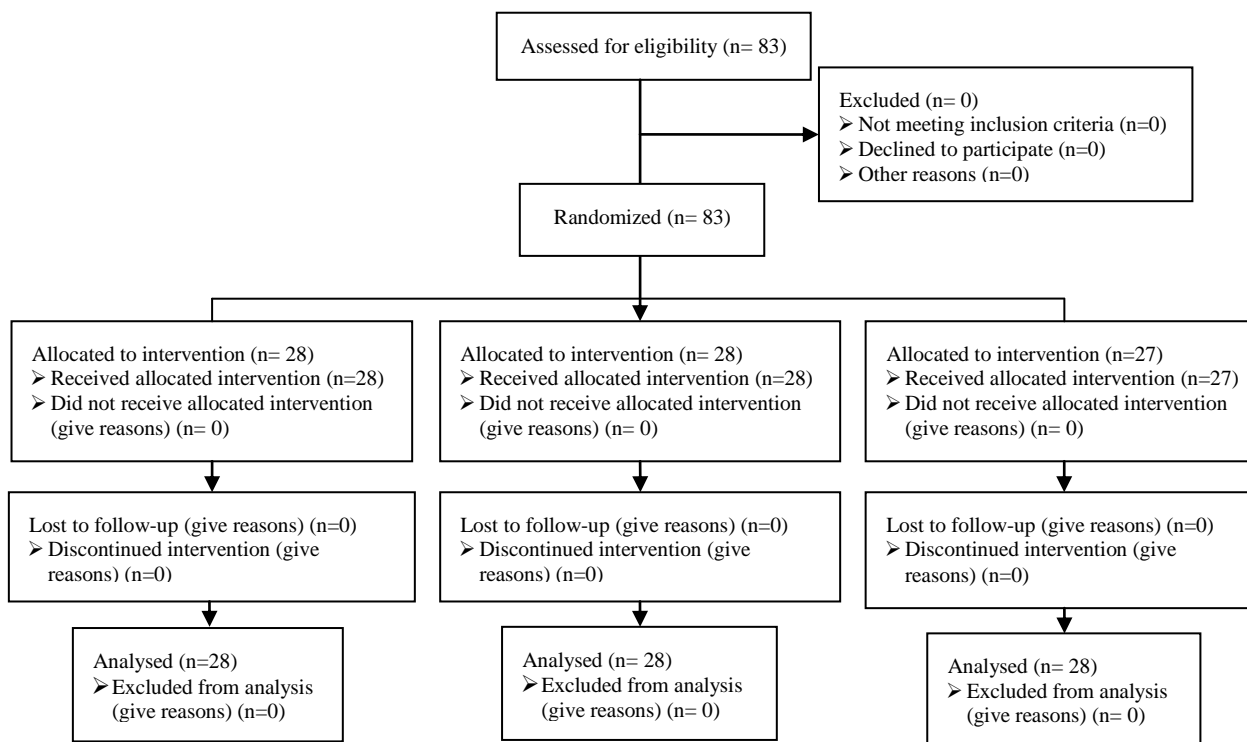 Assessed for eligibility (n= 83)
Excluded (n= 0)
➢ Not meeting inclusion criteria (n=0)
➢ Declined to participate (n=0)
➢ Other reasons (n=0)
Randomized (n= 83)
Allocated to intervention (n= 28)
➢ Received allocated intervention (n=28)
➢ Did not receive allocated intervention
(give reasons) (n= 0)
Allocated to intervention (n= 28)
➢ Received allocated intervention (n=28)
➢ Did not receive allocated intervention
(give reasons) (n= 0)
Allocated to intervention (n=27)
➢ Received allocated intervention (n=27)
➢ Did not receive allocated intervention
(give reasons) (n= 0)
Lost to follow-up (give reasons) (n=0)
➢ Discontinued intervention (give
reasons) (n=0)
Lost to follow-up (give reasons) (n=0)
➢ Discontinued intervention (give
reasons) (n=0)
Lost to follow-up (give reasons) (n=0)
➢ Discontinued intervention (give
reasons) (n=0)
Analysed (n=28)
➢ Excluded from analysis
(give reasons) (n=0)
Analysed (n= 28)
➢ Excluded from analysis
(give reasons) (n= 0)
Analysed (n= 28)
➢ Excluded from analysis
(give reasons) (n= 0)